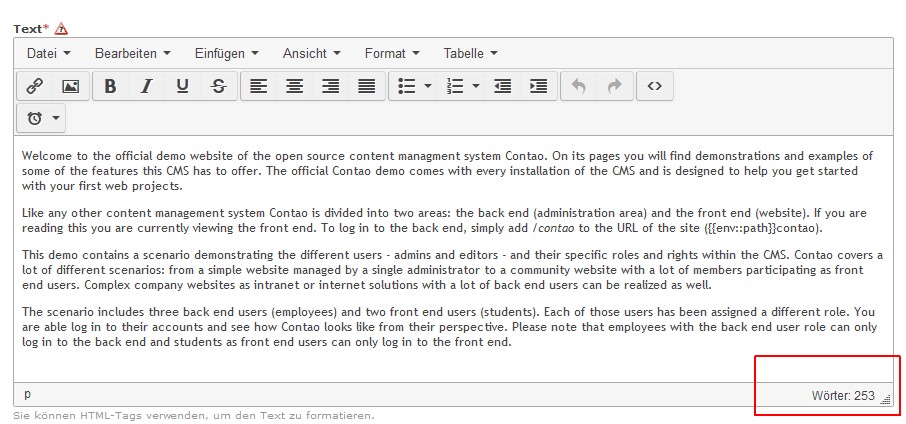 Text*
Datei Bearbeiten Einfügen Ansicht Format Tabelle
B I U S
Welcome to the official demo website of the open source content managment system Contao. On its pages you will find demonstrations and examples of
some of the features this CMS has to offer. The official Contao demo comes with every installation of the CMS and is designed to help you get started
with your first web projects.
Like any other content management system Contao is divided into two areas: the back end (administration area) and the front end (website). If you are
reading this you are currently viewing the front end. To log in to the back end, simply add /contao to the URL of the site ({{env::path}}contao).
This demo contains a scenario demonstrating the different users - admins and editors - and their specific roles and rights within the CMS. Contao covers a
lot of different scenarios: from a simple website managed by a single administrator to a community website with a lot of members participating as front
end users. Complex company websites as intranet or internet solutions with a lot of back end users can be realized as well.
The scenario includes three back end users (employees) and two front end users (students). Each of those users has been assigned a different role. You
are able log in to their accounts and see how Contao looks like from their perspective. Please note that employees with the back end user role can only
log in to the back end and students as front end users can only log in to the front end.
p Wörter: 253
Sie können HTML-Tags verwenden, um den Text zu formatieren.